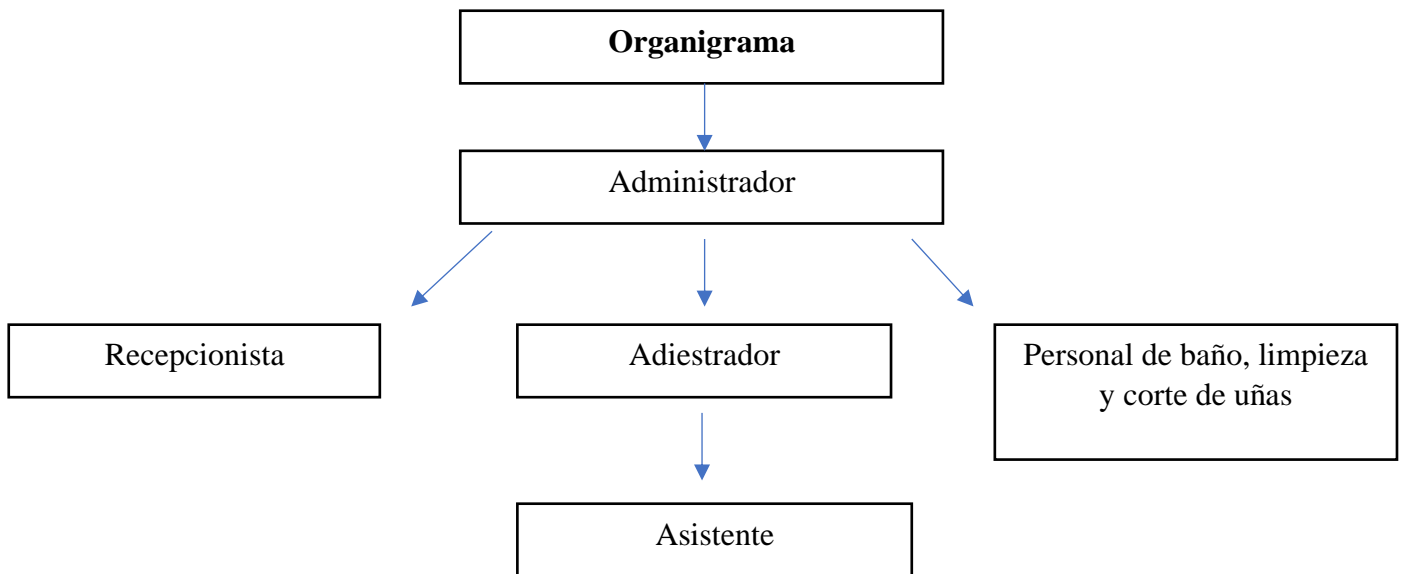 Organigrama
Administrador
Recepcionista
Adiestrador
Personal de baño, limpieza
y corte de uñas
Asistente